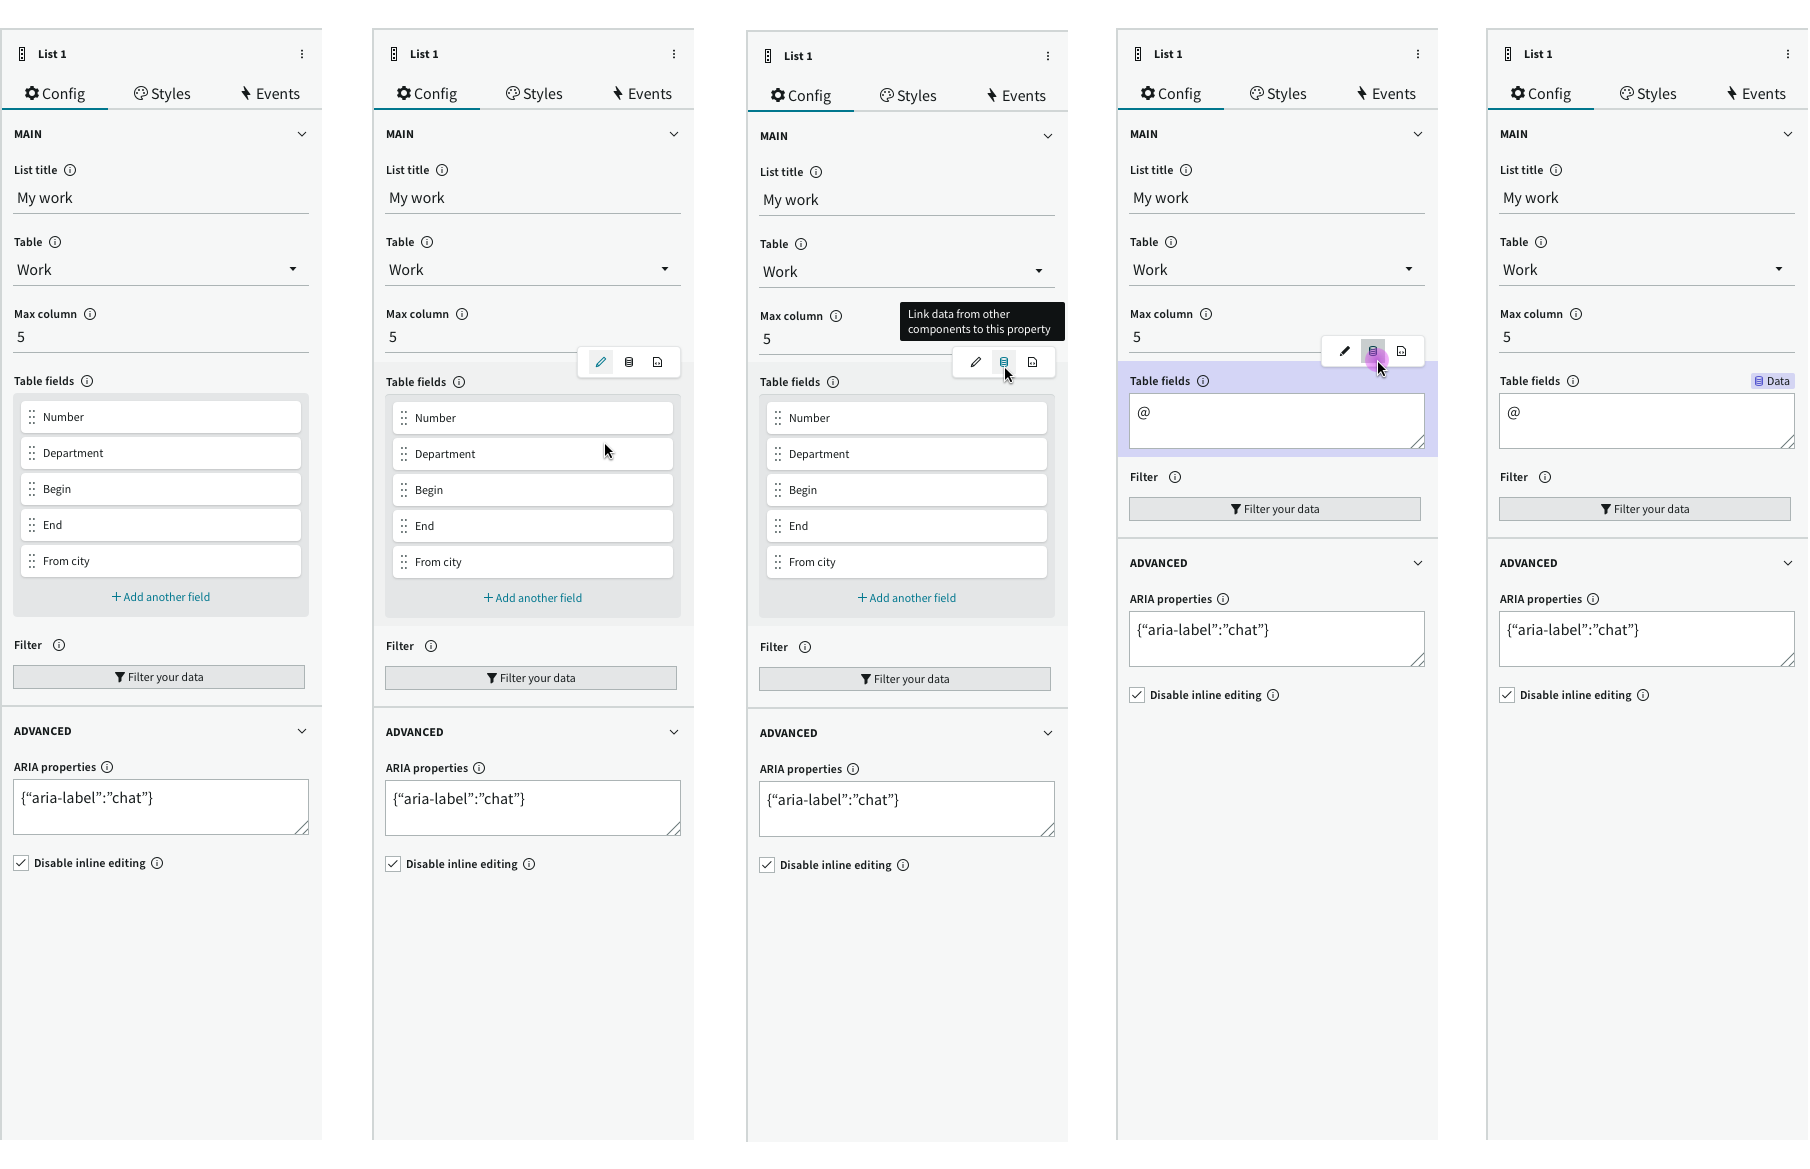 List 1
Config Styles Events
MAIN
List title
My work
Table
Work
Max column
5
Table fields
Number
Department
Begin
End
From city
+ Add another field
Filter
Filter your data
ADVANCED
ARIA properties
{“aria-label”:”chat”}
Disable inline editing
List 1
Config Styles Events
MAIN
List title
My work
Table
Work
Max column
5
Table fields
Number
Department
Begin
End
From city
+ Add another field
Filter
Filter your data
ADVANCED
ARIA properties
{“aria-label”:”chat”}
Disable inline editing
List 1
Config Styles Events
MAIN
List title
My work
Table
Work
Link data from other
components to this property
Max column
5
Table fields
Number
Department
Begin
End
From city
+ Add another field
Filter
Filter your data
ADVANCED
ARIA properties
{“aria-label”:”chat”}
Disable inline editing
List 1
Config Styles Events
MAIN
List title
My work
Table
Work
Max column
5
Table fields
@
Filter
Filter your data
ADVANCED
ARIA properties
{“aria-label”:”chat”}
Disable inline editing
List 1
Config Styles Events
MAIN
List title
My work
Table
Work
Max column
5
Table fields Data
@
Filter
Filter your data
ADVANCED
ARIA properties
{“aria-label”:”chat”}
Disable inline editing